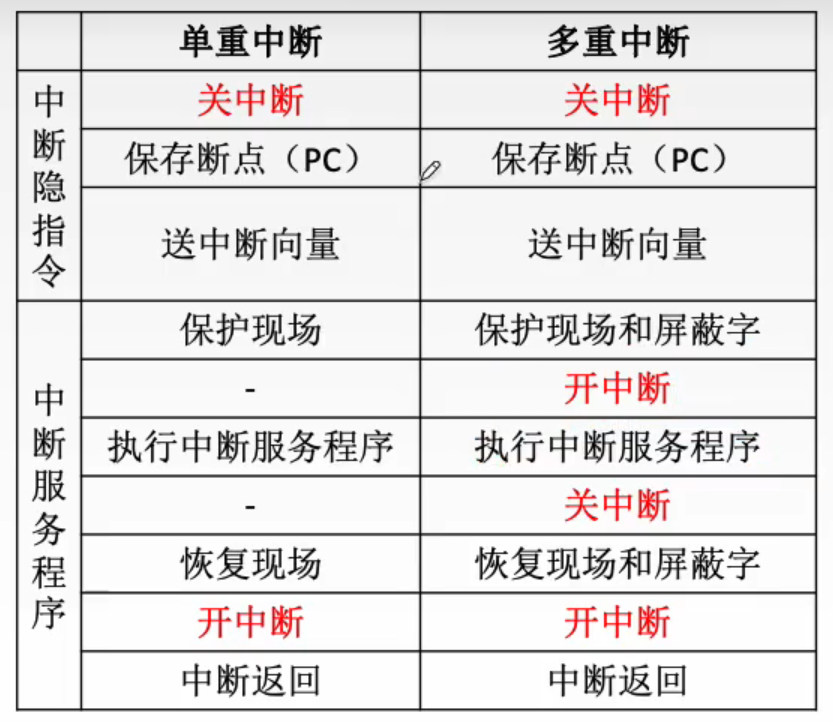 单重中断 多重中断
中断隐指令
关中断 关中断
保存断点（PC） 保存断点（PC）
送中断向量 送中断向量
中断服务程序
保护现场 保护现场和屏蔽字
- 开中断
执行中断服务程序 执行中断服务程序
- 关中断
恢复现场 恢复现场和屏蔽字
开中断 开中断
中断返回 中断返回